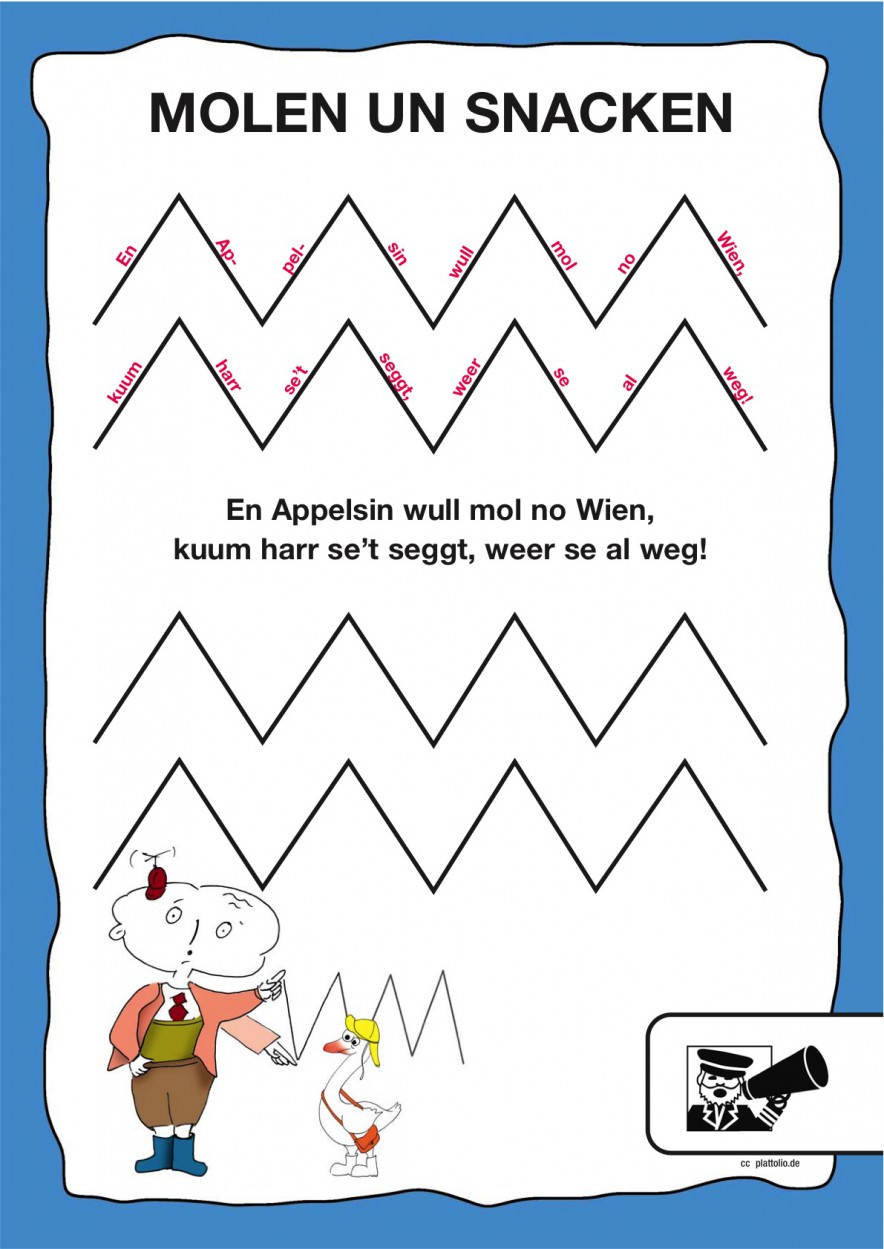 MOLEN UN SNACKEN
En Ap- pel- sin wull mol no Wien,
kuum harr se’t seggt, weer se al weg!
En Appelsin wull mol no Wien,
kuum harr se’t seggt, weer se al weg!
cc plattolio.de